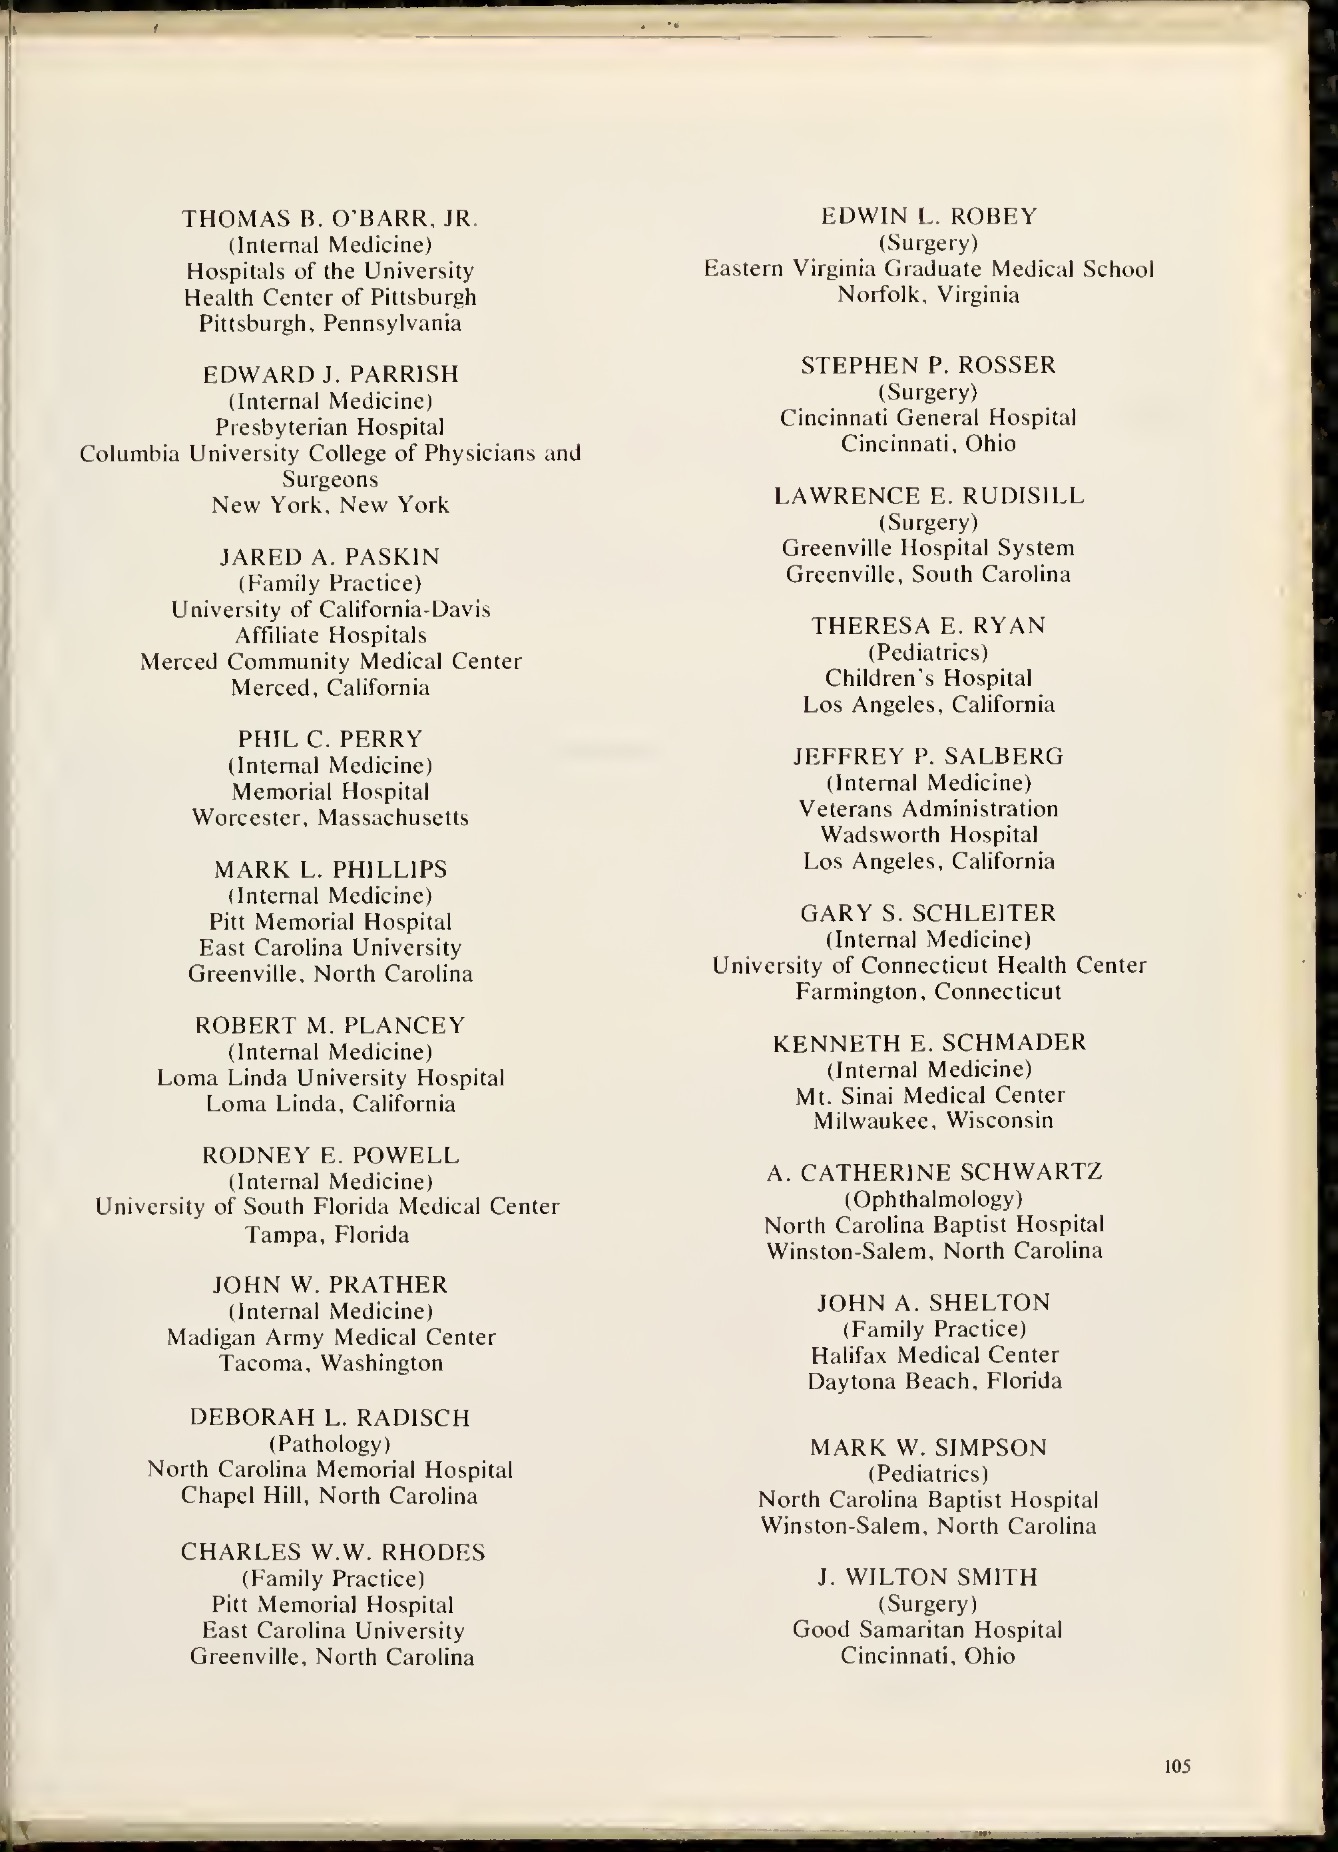 THOMAS B. O'BARR, JR.
(Internal Medicine)
Hospitals of the University
Health Center of Pittsburgh
Pittsburgh, Pennsylvania
EDWARD J. PARRISH
(Internal Medicine)
Presbyterian Hospital
Columbia University College of Physicians and
Surgeons
New York, New York
JARED A. PASKIN
(Family Practice)
University of California-Davis
Affiliate Hospitals
Merced Community Medical Center
Merced, California
PHIL C. PERRY
(Internal Medicine)
Memorial Hospital
Worcester, Massachusetts
MARK L. PHILLIPS
(Internal Medicine)
Pitt Memorial Hospital
East Carolina University
Greenville, North Carolina
ROBERT M. PLANCEY
(Internal Medicine)
Loma Linda University Hospital
Loma Linda, California
RODNEY E. POWELL
(Internal Medicine)
University of South Florida Medical Center
Tampa, Florida
JOHN W. PRATHER
(Internal Medicine)
Madigan Army Medical Center
Tacoma, Washington
DEBORAH L. RADISCH
(Pathology)
North Carolina Memorial Hospital
Chapel Hill, North Carolina
CHARLES W.W. RHODES
(Family Practice)
Pitt Memorial Hospital
East Carolina University
Greenville, North Carolina
EDWIN L. ROBEY
(Surgery)
Eastern Virginia Graduate Medical School
Norfolk, Virginia
STEPHEN P. ROSSER
(Surgery)
Cincinnati General Hospital
Cincinnati, Ohio
LAWRENCE E. RUDISILL
(Surgery)
Greenville Hospital System
Greenville, South Carolina
THERESA E. RYAN
(Pediatrics)
Children's Hospital
Los Angeles, California
JEFFREY P. SALBERG
(Internal Medicine)
Veterans Administration
Wadsworth Hospital
Los Angeles, California
GARY S. SCHLEITER
(Internal Medicine)
University of Connecticut Health Center
Farmington, Connecticut
KENNETH E. SCHMADER
(Internal Medicine)
Mt. Sinai Medical Center
Milwaukee, Wisconsin
A. CATHERINE SCHWARTZ
(Ophthalmology)
North Carolina Baptist Hospital
Winston-Salem, North Carolina
JOHN A. SHELTON
(Family Practice)
Halifax Medical Center
Daytona Beach, Florida
MARK W. SIMPSON
(Pediatrics)
North Carolina Baptist Hospital
Winston-Salem, North Carolina
J. WILTON SMITH
(Surgery)
Good Samaritan Hospital
Cincinnati, Ohio
105